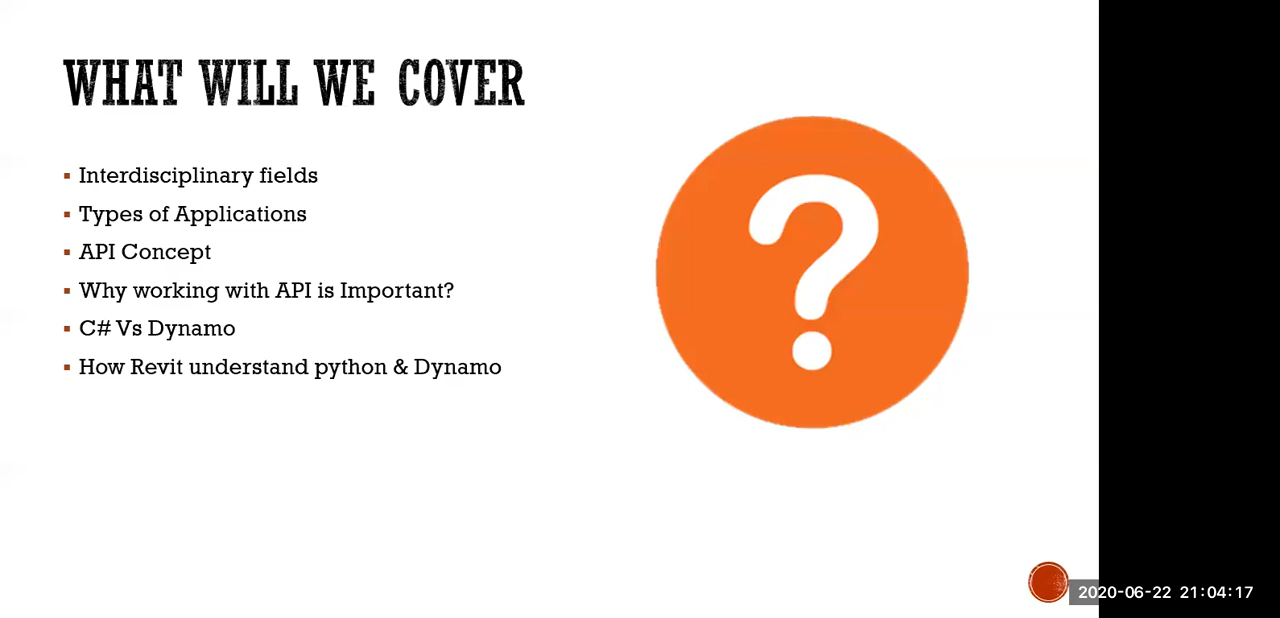 WHAT WILL WE COVER
▪ Interdisciplinary fields
▪ Types of Applications
▪ API Concept
▪ Why working with API is Important?
▪ C# Vs Dynamo
▪ How Revit understand python & Dynamo
?
2020-06-22 21:04:17